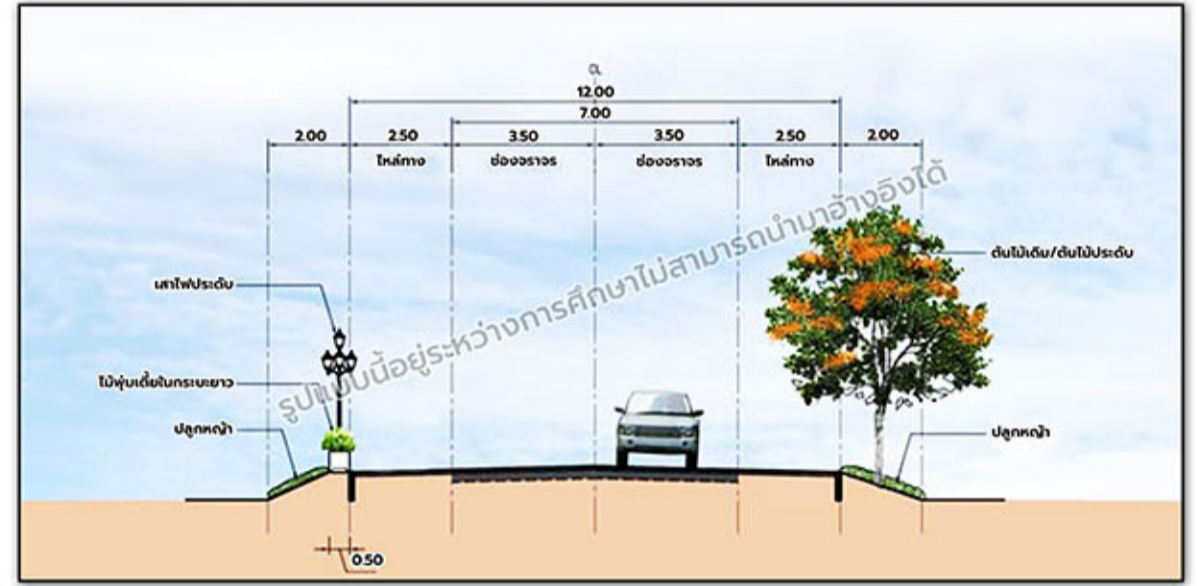 CL
12.00
7.00
2.00 2.50 3.50 3.50 2.50 2.00
ไหล่ทาง ช่องจราจร ช่องจราจร ไหล่ทาง
รูปแบบนี้อยู่ระหว่างการศึกษาไม่สามารถนำมาอ้างอิงได้
ต้นไม้เดิม/ต้นไม้ประดับ
เสาไฟประดับ
ไม้พุ่มเตี้ยในกระบะยาว
ปลูกหญ้า
ปลูกหญ้า
0.50